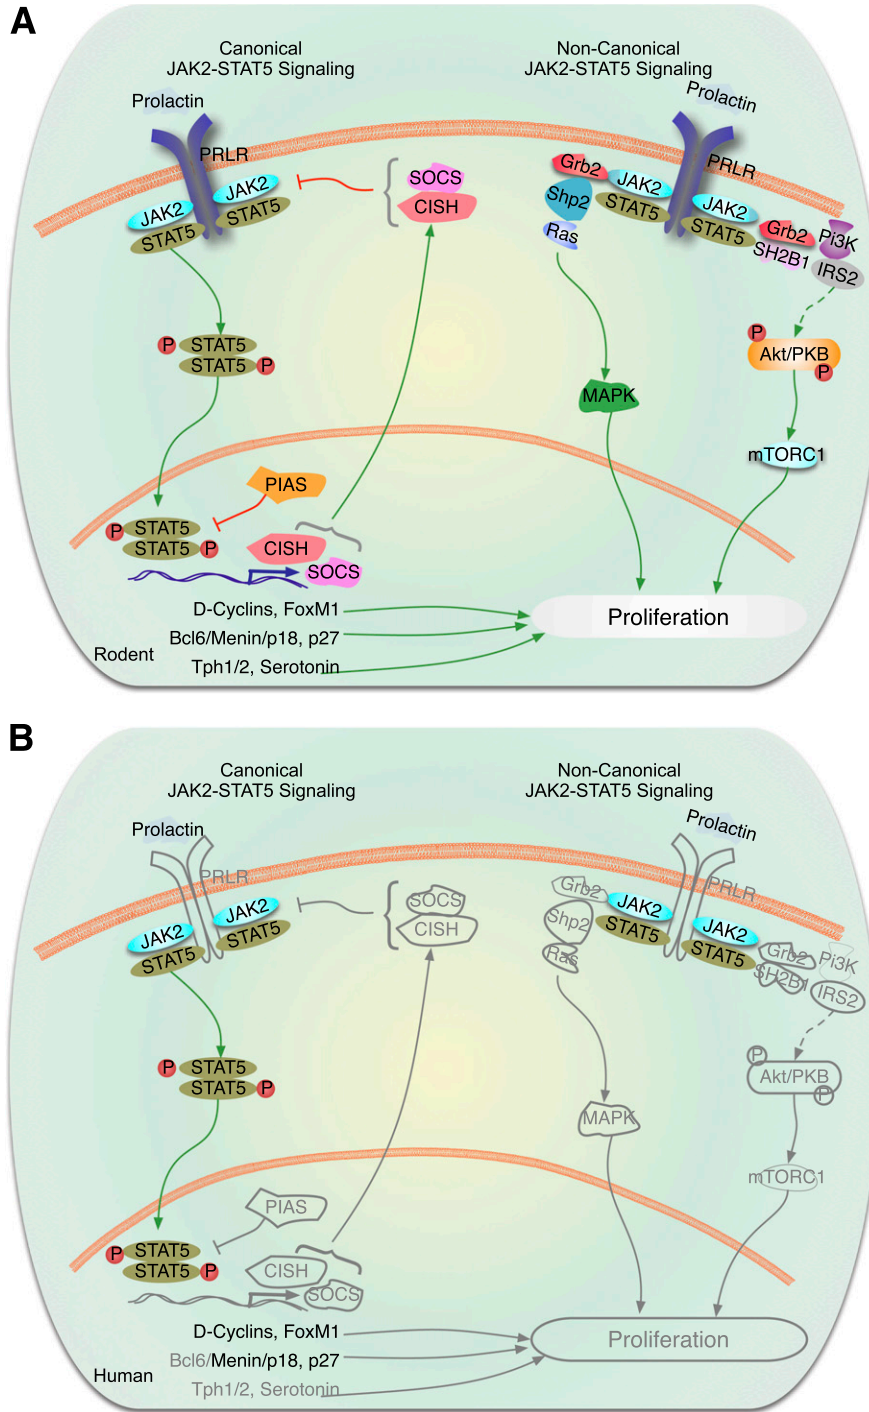 A
Canonical
JAK2-STAT5 Signaling
Non-Canonical
JAK2-STAT5 Signaling
Prolactin
Prolactin
PRLR
PRLR
JAK2
JAK2
STAT5
STAT5
SOCS
CISH
Grb2
JAK2
Shp2
STAT5
Ras
JAK2
STAT5
Grb2
SH2B1
Pi3K
IRS2
P
STAT5
STAT5
P
P
Akt/PKB
P
MAPK
mTORC1
PIAS
P
STAT5
STAT5
P
CISH
SOCS
D-Cyclins, FoxM1
Bcl6/Menin/p18, p27
Tph1/2, Serotonin
Proliferation
Rodent
B
Canonical
JAK2-STAT5 Signaling
Non-Canonical
JAK2-STAT5 Signaling
Prolactin
Prolactin
PRLR
PRLR
JAK2
JAK2
STAT5
STAT5
SOCS
CISH
Grb2
JAK2
Shp2
STAT5
Ras
JAK2
STAT5
Grb2
SH2B1
Pi3K
IRS2
P
STAT5
STAT5
P
P
Akt/PKB
P
MAPK
mTORC1
PIAS
P
STAT5
STAT5
P
CISH
SOCS
D-Cyclins, FoxM1
Bcl6/Menin/p18, p27
Tph1/2, Serotonin
Proliferation
Human